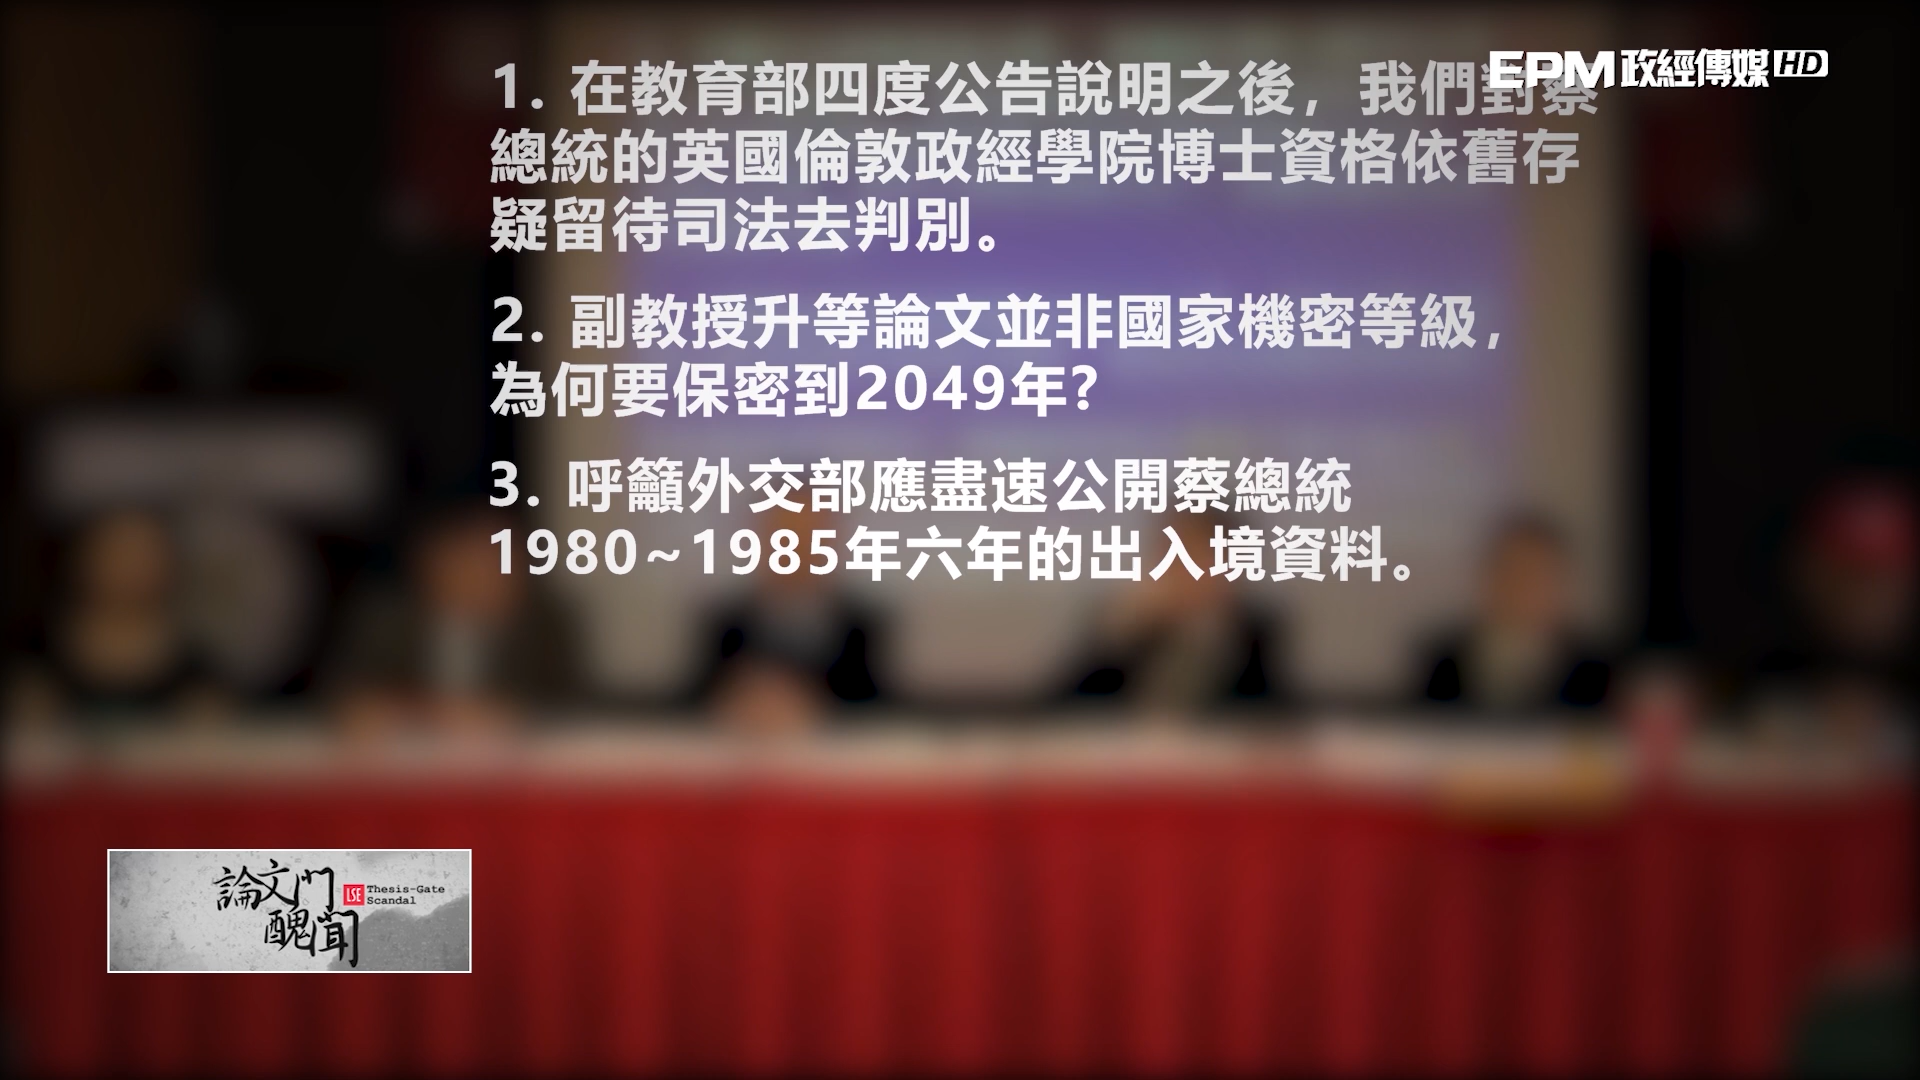 EPM政經傳媒HD
1. 在教育部四度公告說明之後，我們對蔡
總統的英國倫敦政經學院博士資格依舊存
疑留待司法去判別。
2. 副教授升等論文並非國家機密等級，
為何要保密到2049年?
3. 呼籲外交部應盡速公開蔡總統
1980~1985年六年的出入境資料。
論文門
醜聞
LSE
Thesis-Gate
Scandal